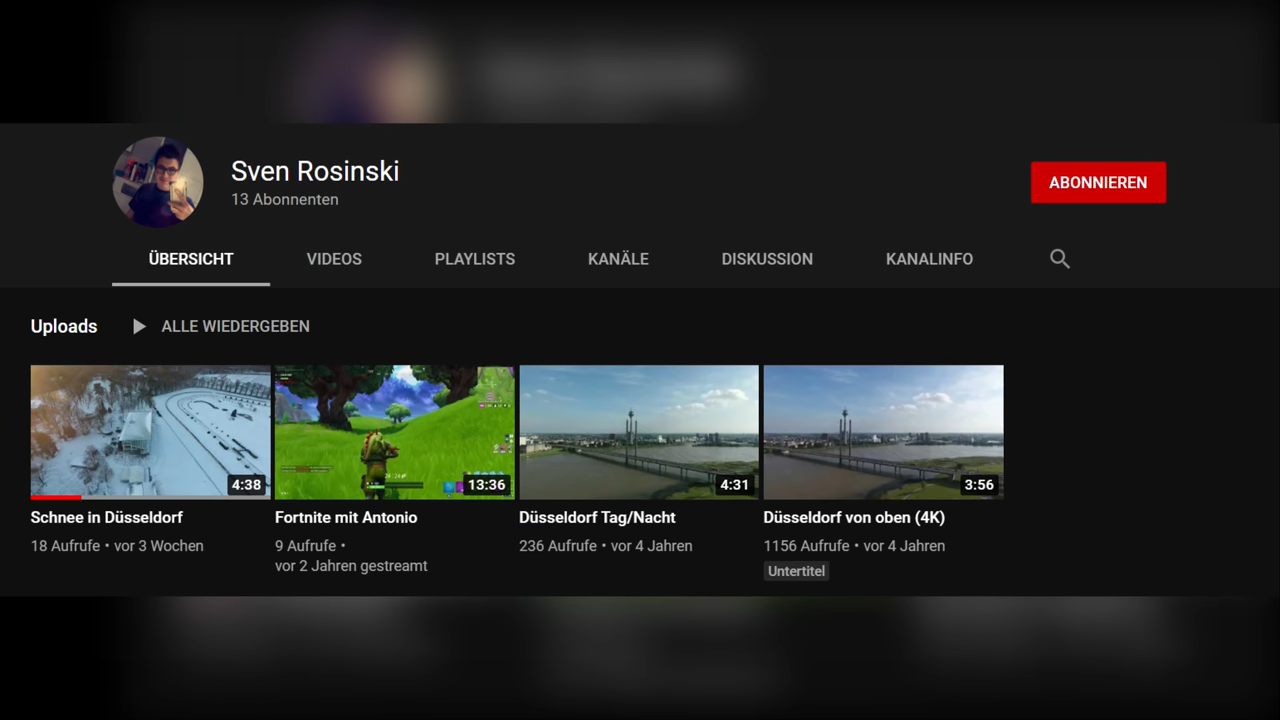 Sven Rosinski
13 Abonnenten
ABONNIEREN
ÜBERSICHT VIDEOS PLAYLISTS KANÄLE DISKUSSION KANALINFO
Uploads ALLE WIEDERGEBEN
4:38 13:36 4:31 3:56
Schnee in Düsseldorf Fortnite mit Antonio Düsseldorf Tag/Nacht Düsseldorf von oben (4K)
18 Aufrufe • vor 3 Wochen 9 Aufrufe • 236 Aufrufe • vor 4 Jahren 1156 Aufrufe • vor 4 Jahren
vor 2 Jahren gestreamt
Untertitel